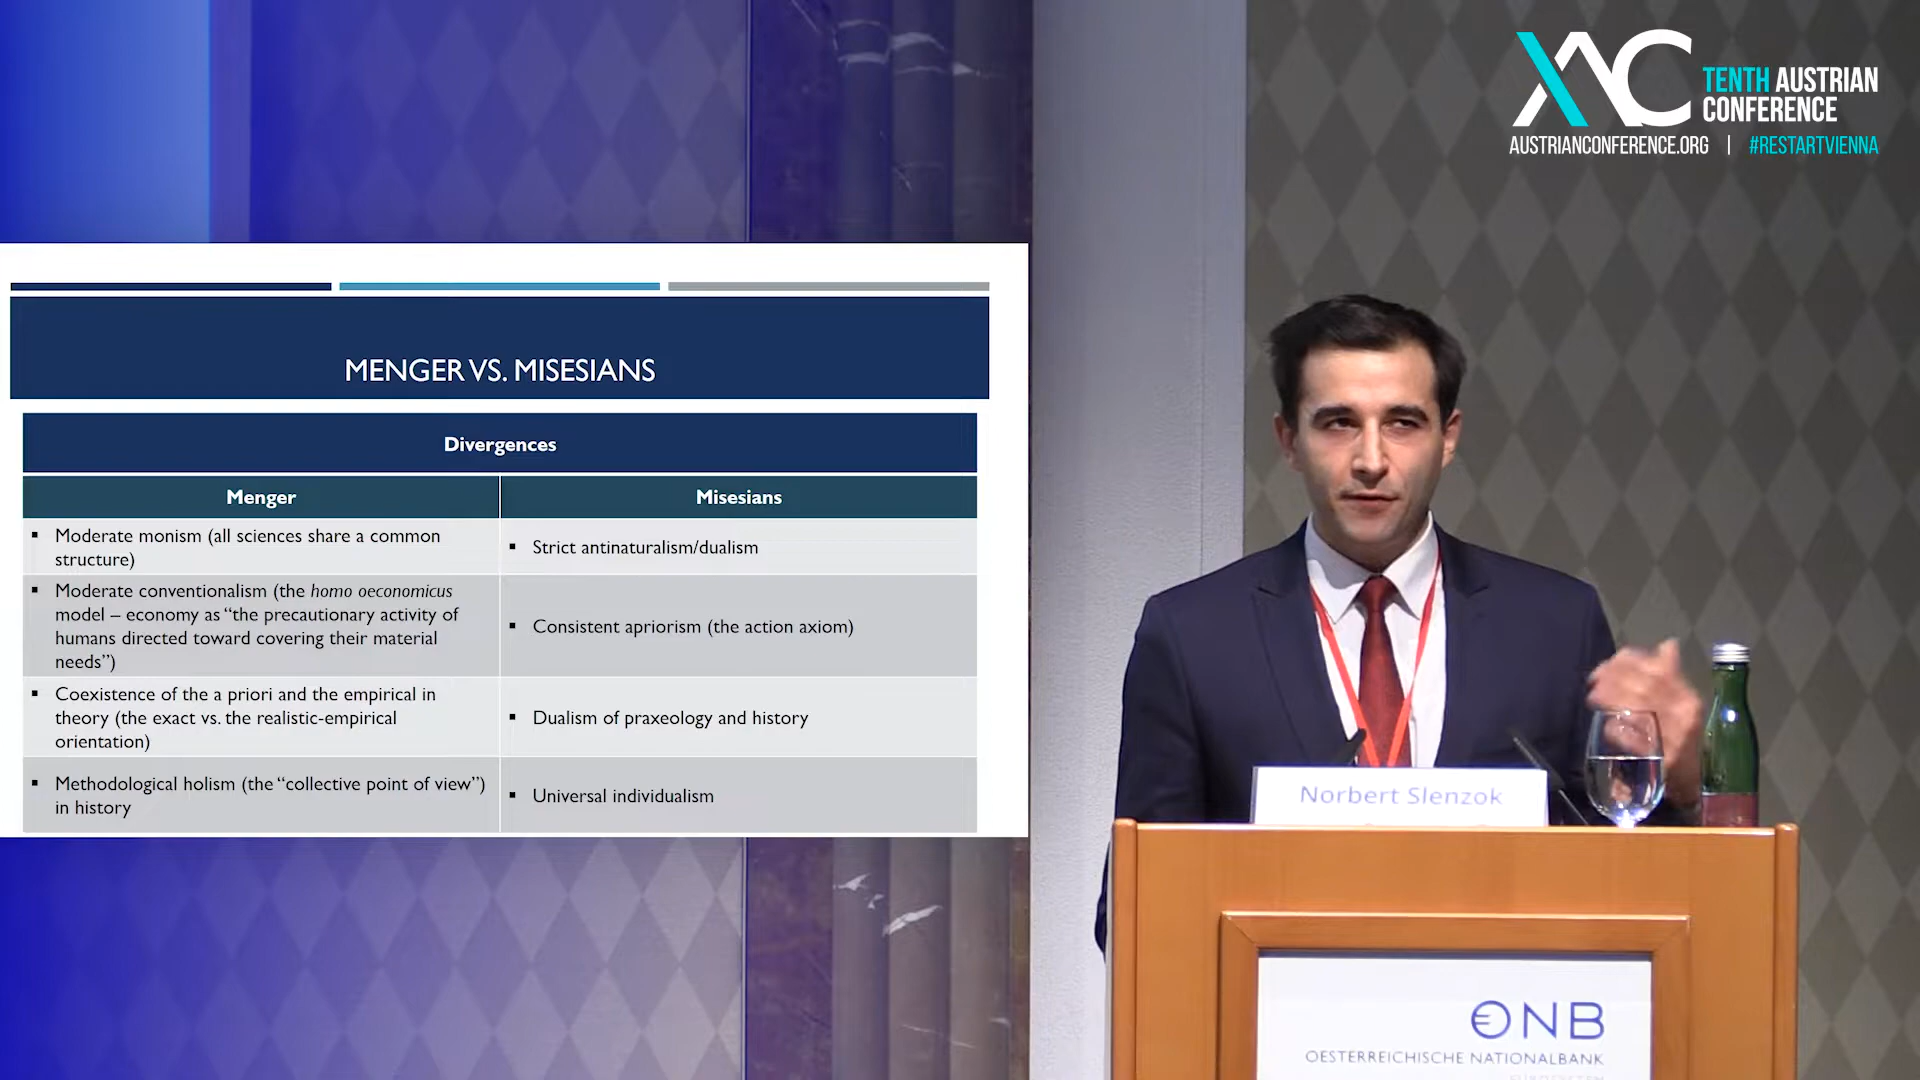 XAC
TENTH AUSTRIAN
CONFERENCE
AUSTRIANCONFERENCE.ORG | #RESTARTVIENNA
MENGER VS. MISESIANS
Divergences
Menger
Misesians
▪ Moderate monism (all sciences share a common
structure)
▪ Strict antinaturalism/dualism
▪ Moderate conventionalism (the homo oeconomicus
model – economy as “the precautionary activity of
humans directed toward covering their material
needs”)
▪ Consistent apriorism (the action axiom)
▪ Coexistence of the a priori and the empirical in
theory (the exact vs. the realistic-empirical
orientation)
▪ Dualism of praxeology and history
▪ Methodological holism (the “collective point of view”)
in history
▪ Universal individualism
Norbert Slenzok
ONB
OESTERREICHISCHE NATIONALBANK